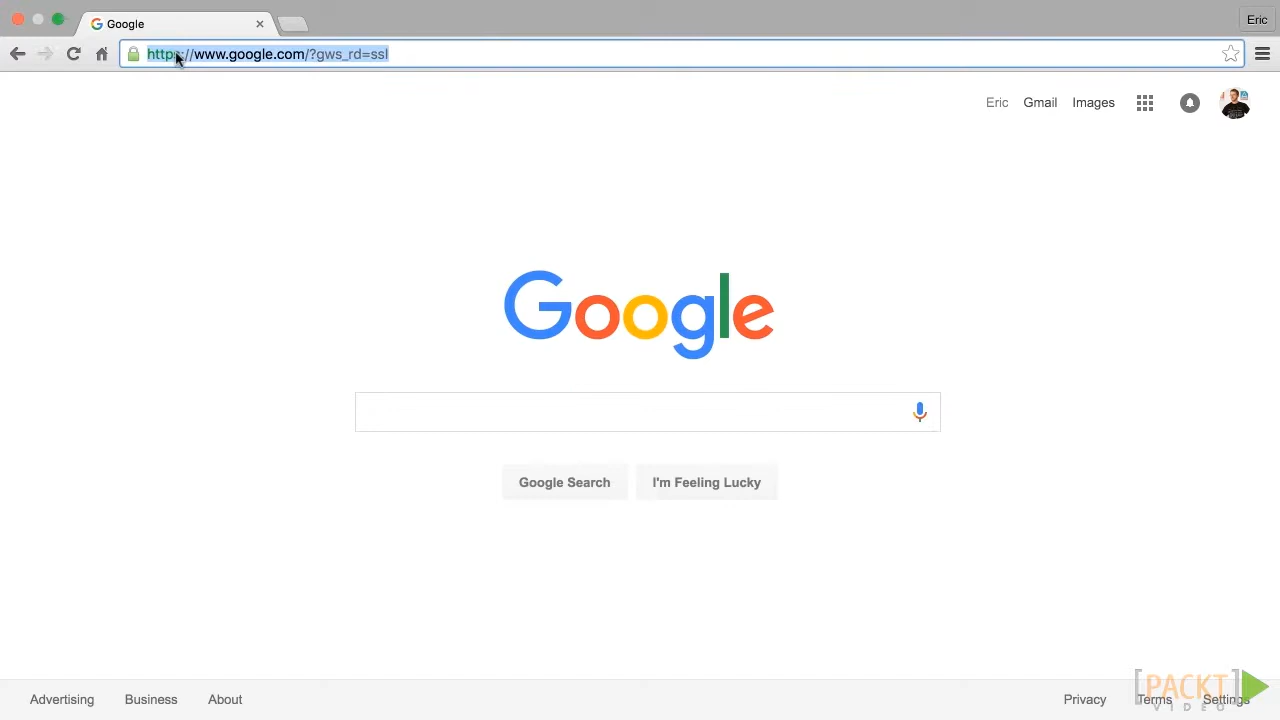 Google
Eric
https://www.google.com/?gws_rd=ssl
Eric Gmail Images
Google
Google Search I'm Feeling Lucky
Advertising Business About Privacy Terms Settings
[PACKT]
VIDEO